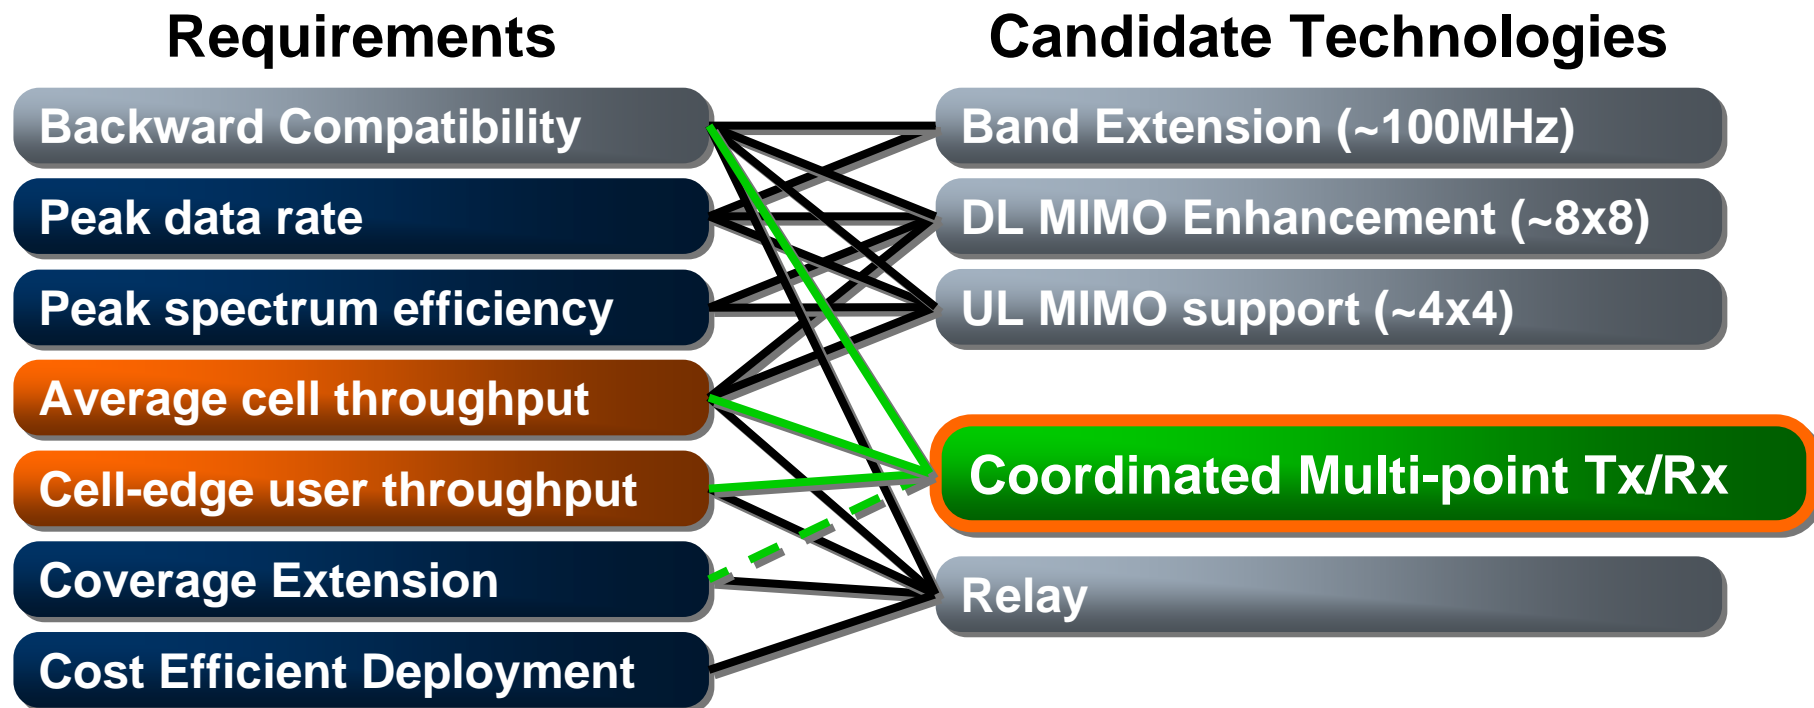 Requirements
Candidate Technologies
Backward Compatibility
Peak data rate
Peak spectrum efficiency
Average cell throughput
Cell-edge user throughput
Coverage Extension
Cost Efficient Deployment
Band Extension (~100MHz)
DL MIMO Enhancement (~8x8)
UL MIMO support (~4x4)
Coordinated Multi-point Tx/Rx
Relay